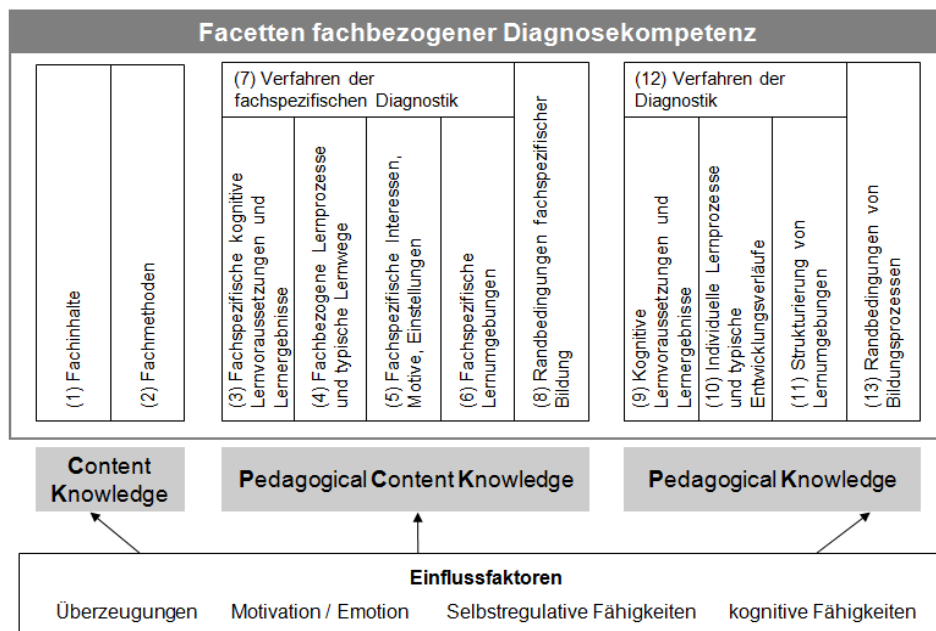 Facetten fachbezogener Diagnosekompetenz
(1) Fachinhalte
(2) Fachmethoden
(7) Verfahren der
fachspezifischen Diagnostik
(3) Fachspezifische kognitive
Lernvoraussetzungen und
Lernergebnisse
(4) Fachbezogene Lernprozesse
und typische Lernwege
(5) Fachspezifische Interessen,
Motive, Einstellungen
(6) Fachspezifische
Lernumgebungen
(8) Randbedingungen fachspezifischer
Bildung
(12) Verfahren der
Diagnostik
(9) Kognitive
Lernvoraussetzungen und
Lernergebnisse
(10) Individuelle Lernprozesse
und typische
Entwicklungsverläufe
(11) Strukturierung von
Lernumgebungen
(13) Randbedingungen von
Bildungsprozessen
Content
Knowledge
Pedagogical Content Knowledge
Pedagogical Knowledge
Einflussfaktoren
Überzeugungen Motivation / Emotion Selbstregulative Fähigkeiten kognitive Fähigkeiten